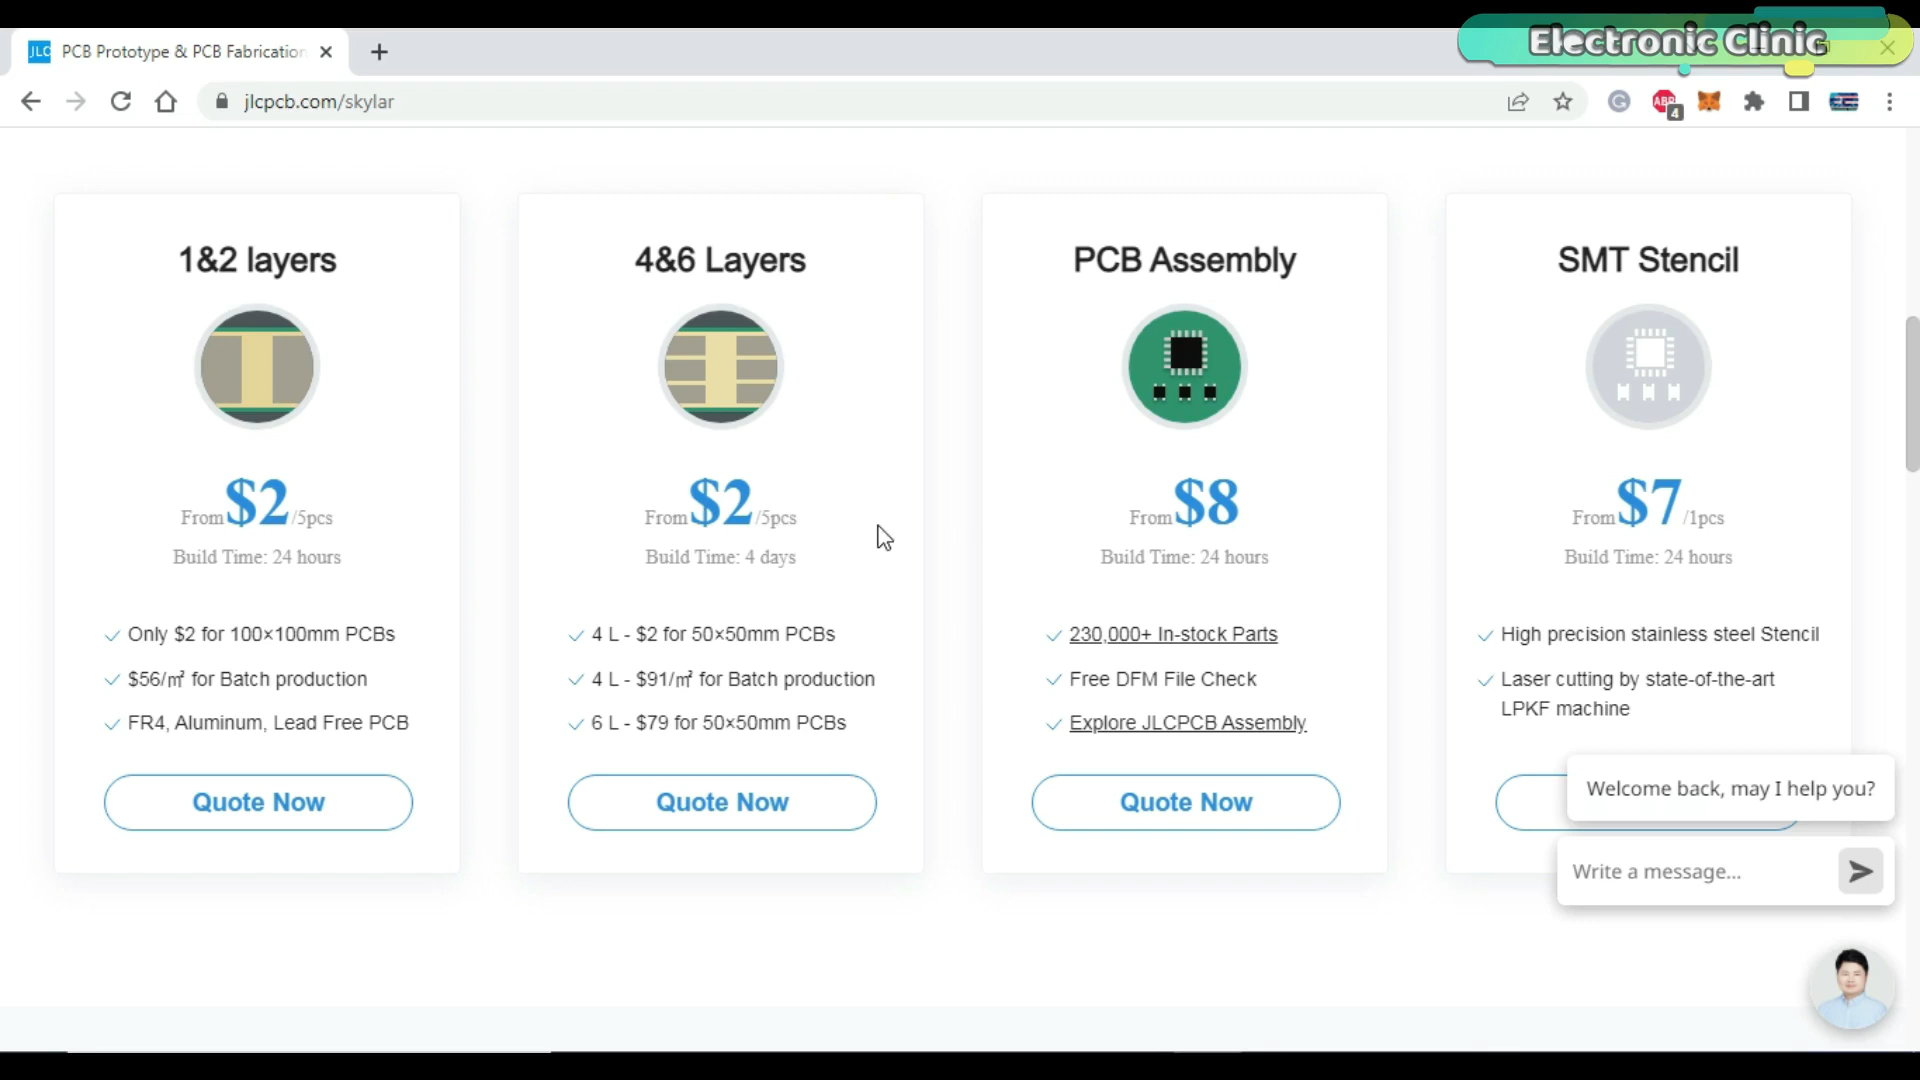 Electronic Clinic
JLC PCB Prototype & PCB Fabrication
jlcpcb.com/skylar
ABP
4
1&2 layers
From $2 /5pcs
Build Time: 24 hours
Only $2 for 100×100mm PCBs
$56/㎡ for Batch production
FR4, Aluminum, Lead Free PCB
Quote Now
4&6 Layers
From $2 /5pcs
Build Time: 4 days
4 L - $2 for 50×50mm PCBs
4 L - $91/㎡ for Batch production
6 L - $79 for 50×50mm PCBs
Quote Now
PCB Assembly
From $8
Build Time: 24 hours
230,000+ In-stock Parts
Free DFM File Check
Explore JLCPCB Assembly
Quote Now
SMT Stencil
From $7 /1pcs
Build Time: 24 hours
High precision stainless steel Stencil
Laser cutting by state-of-the-art
LPKF machine
Welcome back, may I help you?
Write a message...